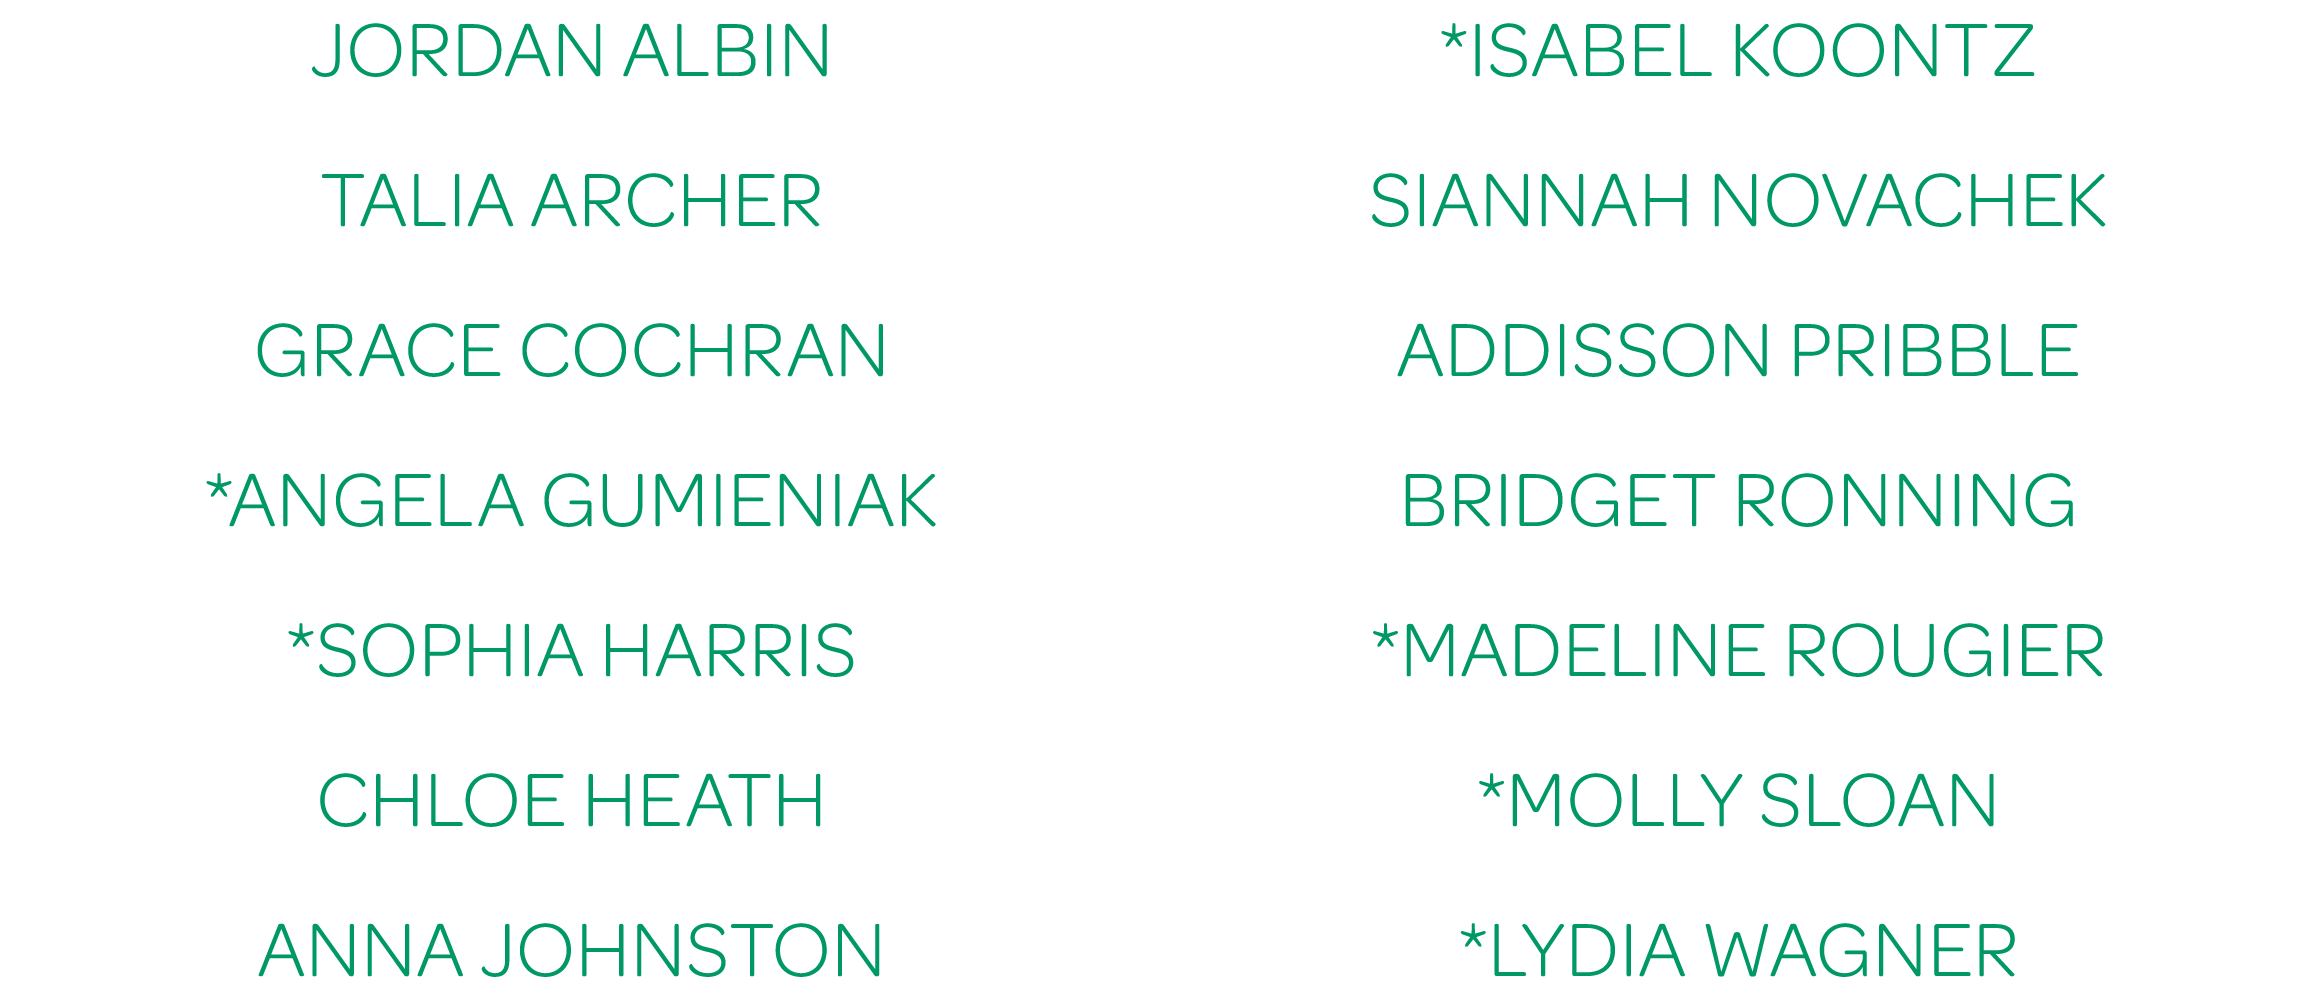 JORDAN ALBIN
TALIA ARCHER
GRACE COCHRAN
*ANGELA GUMIENIAK
*SOPHIA HARRIS
CHLOE HEATH
ANNA JOHNSTON
*ISABEL KOONTZ
SIANNAH NOVACHEK
ADDISSON PRIBBLE
BRIDGET RONNING
*MADELINE ROUGIER
*MOLLY SLOAN
*LYDIA WAGNER